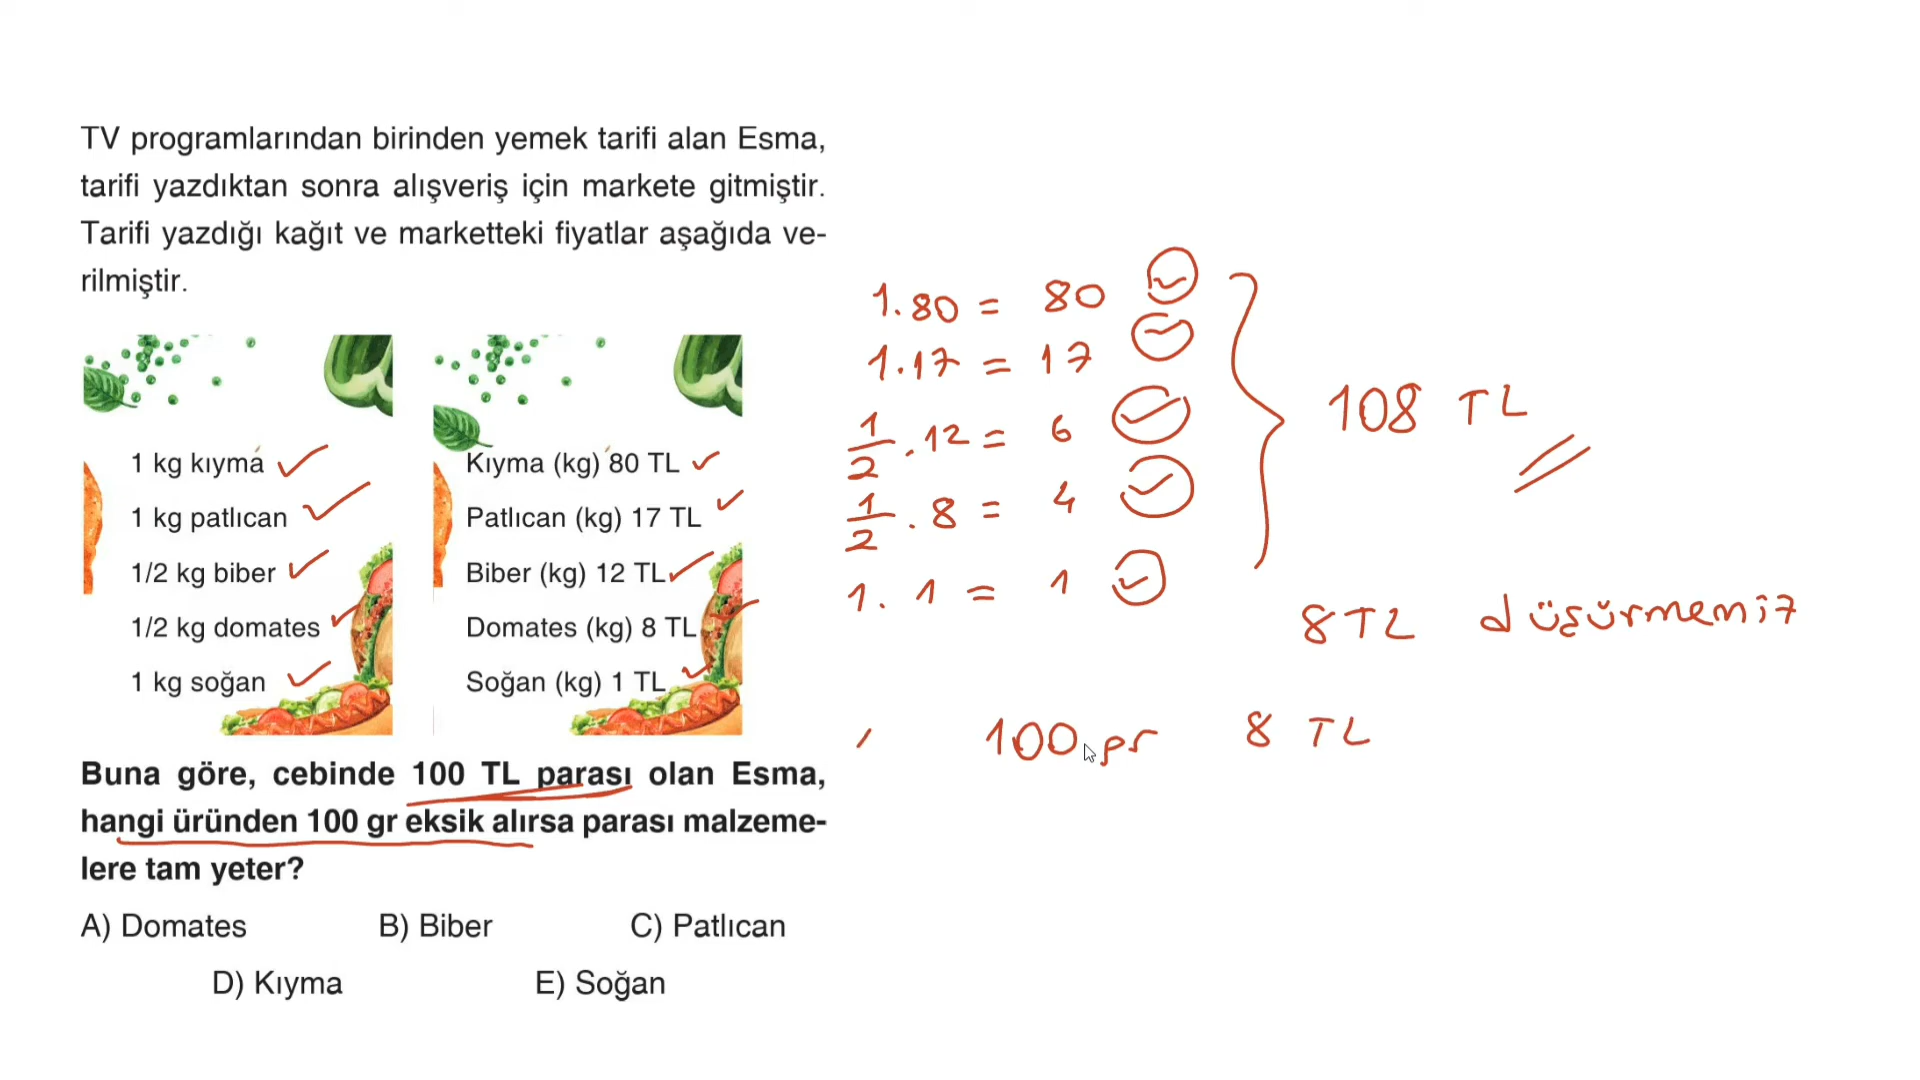 TV programlarından birinden yemek tarifi alan Esma,
tarifi yazdıktan sonra alışveriş için markete gitmiştir.
Tarifi yazdığı kağıt ve marketteki fiyatlar aşağıda ve-
rilmiştir.
1 kg kıyma
1 kg patlıcan
1/2 kg biber
1/2 kg domates
1 kg soğan
Kıyma (kg) 80 TL
Patlıcan (kg) 17 TL
Biber (kg) 12 TL
Domates (kg) 8 TL
Soğan (kg) 1 TL
Buna göre, cebinde 100 TL parası olan Esma,
hangi üründen 100 gr eksik alırsa parası malzeme-
lere tam yeter?
A) Domates B) Biber C) Patlıcan
D) Kıyma E) Soğan
1.80 = 80
1.17 = 17
1/2 . 12 = 6
1/2 . 8 = 4
1. 1 = 1
108 TL
8 TL düşürmemiz
100 gr 8 TL